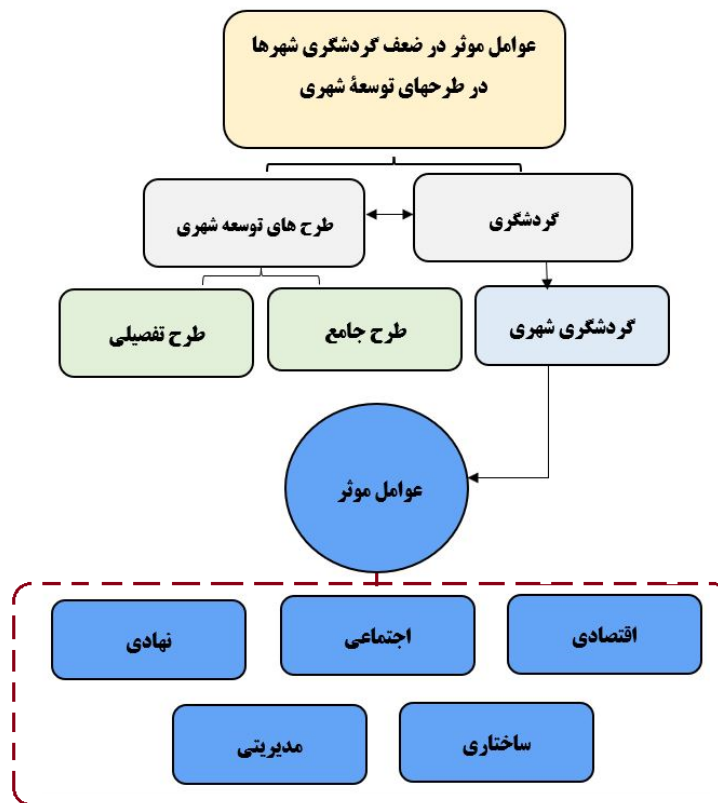 عوامل موثر در ضعف گردشگری شهرها
در طرحهای توسعهٔ شهری
گردشگری
طرح های توسعه شهری
گردشگری شهری
طرح جامع
طرح تفصیلی
عوامل موثر
اقتصادی
اجتماعی
نهادی
ساختاری
مدیریتی